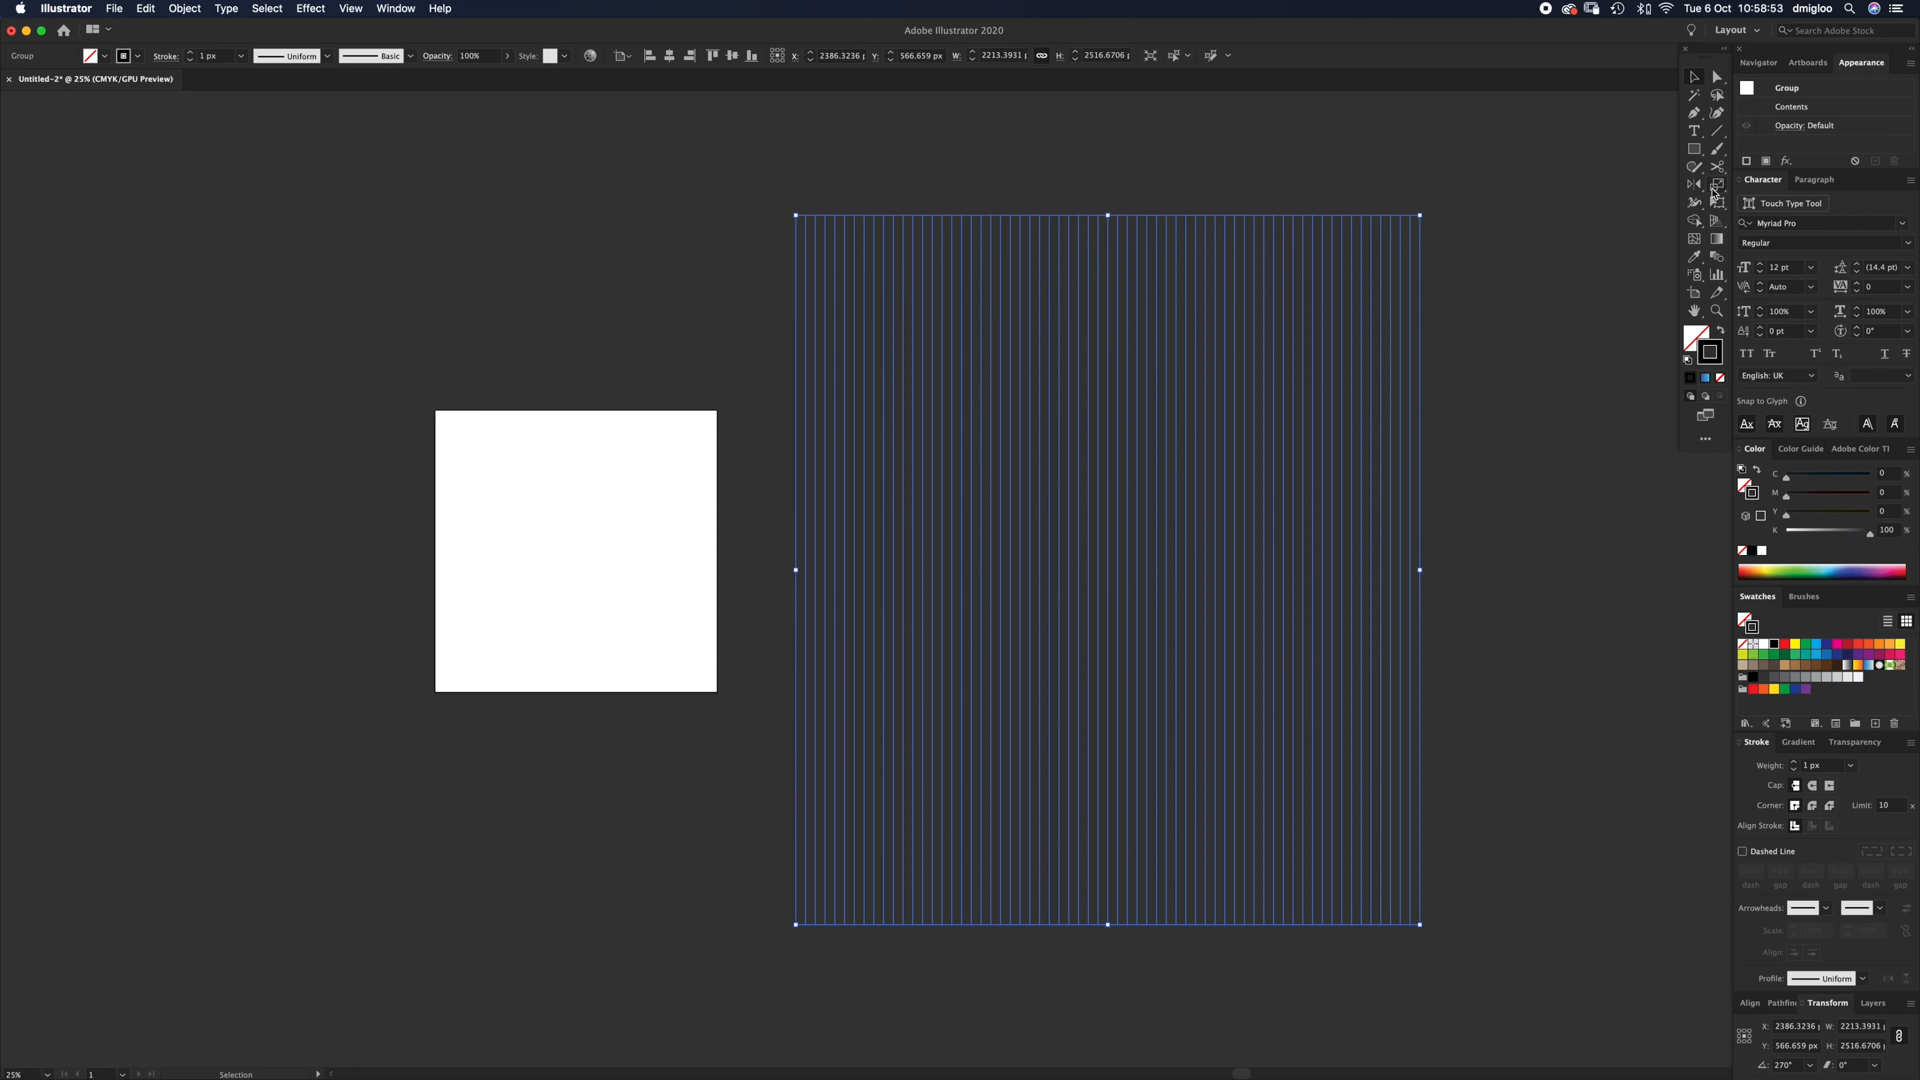 Illustrator File Edit Object Type Select Effect View Window Help
Tue 6 Oct 10:58:53 dmigloo
Adobe Illustrator 2020
Layout
Search Adobe Stock
Group
Stroke: 1 px
Uniform
Basic
Opacity: 100%
Style:
X: 2386.3236
Y: 566.659 px
W: 2213.3931
H: 2516.6706
× Untitled-2* @ 25% (CMYK/GPU Preview)
Navigator Artboards Appearance
Group
Contents
Opacity: Default
fx
Character Paragraph
Touch Type Tool
Myriad Pro
Regular
12 pt (14.4 pt)
Auto 0
100% 100%
0 pt 0°
English: UK
Snap to Glyph
Color Color Guide Adobe Color T
C 0 %
M 0 %
Y 0 %
K 100 %
Swatches Brushes
Stroke Gradient Transparency
Weight: 1 px
Cap:
Corner: Limit: 10 x
Align Stroke:
Dashed Line
dash gap dash gap dash gap
Arrowheads:
Scale:
Align:
Profile: Uniform
Align Pathfin Transform Layers
X: 2386.3236 W: 2213.3931
Y: 566.659 px H: 2516.6706
270° 0°
25% 1 Selection